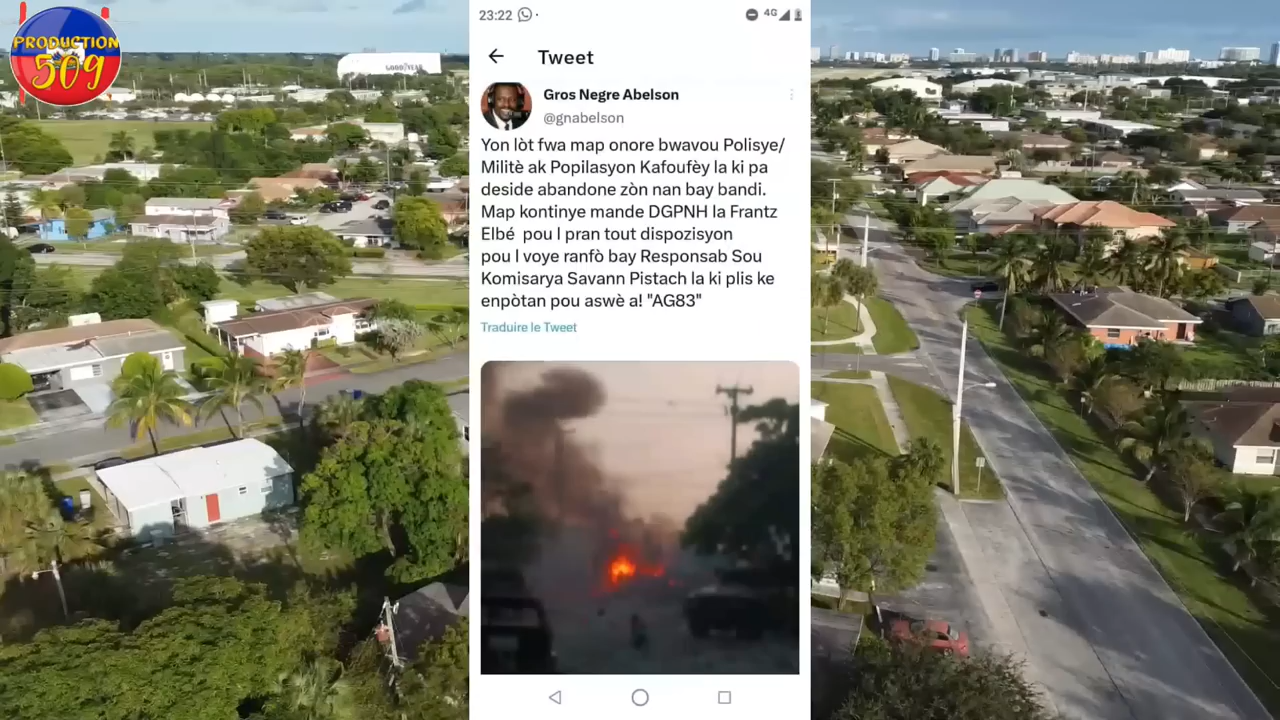 PRODUCTION
509
GOODYEAR
23:22
4G
Tweet
Gros Negre Abelson
@gnabelson
Yon lòt fwa map onore bwavou Polisye/
Militè ak Popilasyon Kafoufèy la ki pa
deside abandone zòn nan bay bandi.
Map kontinye mande DGPNH la Frantz
Elbé pou l pran tout dispozisyon
pou l voye ranfò bay Responsab Sou
Komisarya Savann Pistach la ki plis ke
enpòtan pou aswè a! "AG83"
Traduire le Tweet